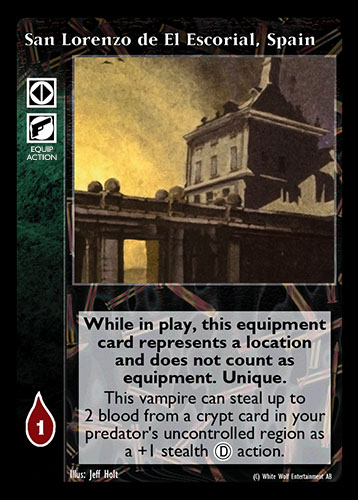 San Lorenzo de El Escorial, Spain
EQUIP
ACTION
While in play, this equipment
card represents a location
and does not count as
equipment. Unique.
This vampire can steal up to
2 blood from a crypt card in your
predator's uncontrolled region as
a +1 stealth Ⓓ action.
1
Illus: Jeff Holt
(C) White Wolf Entertainment AB